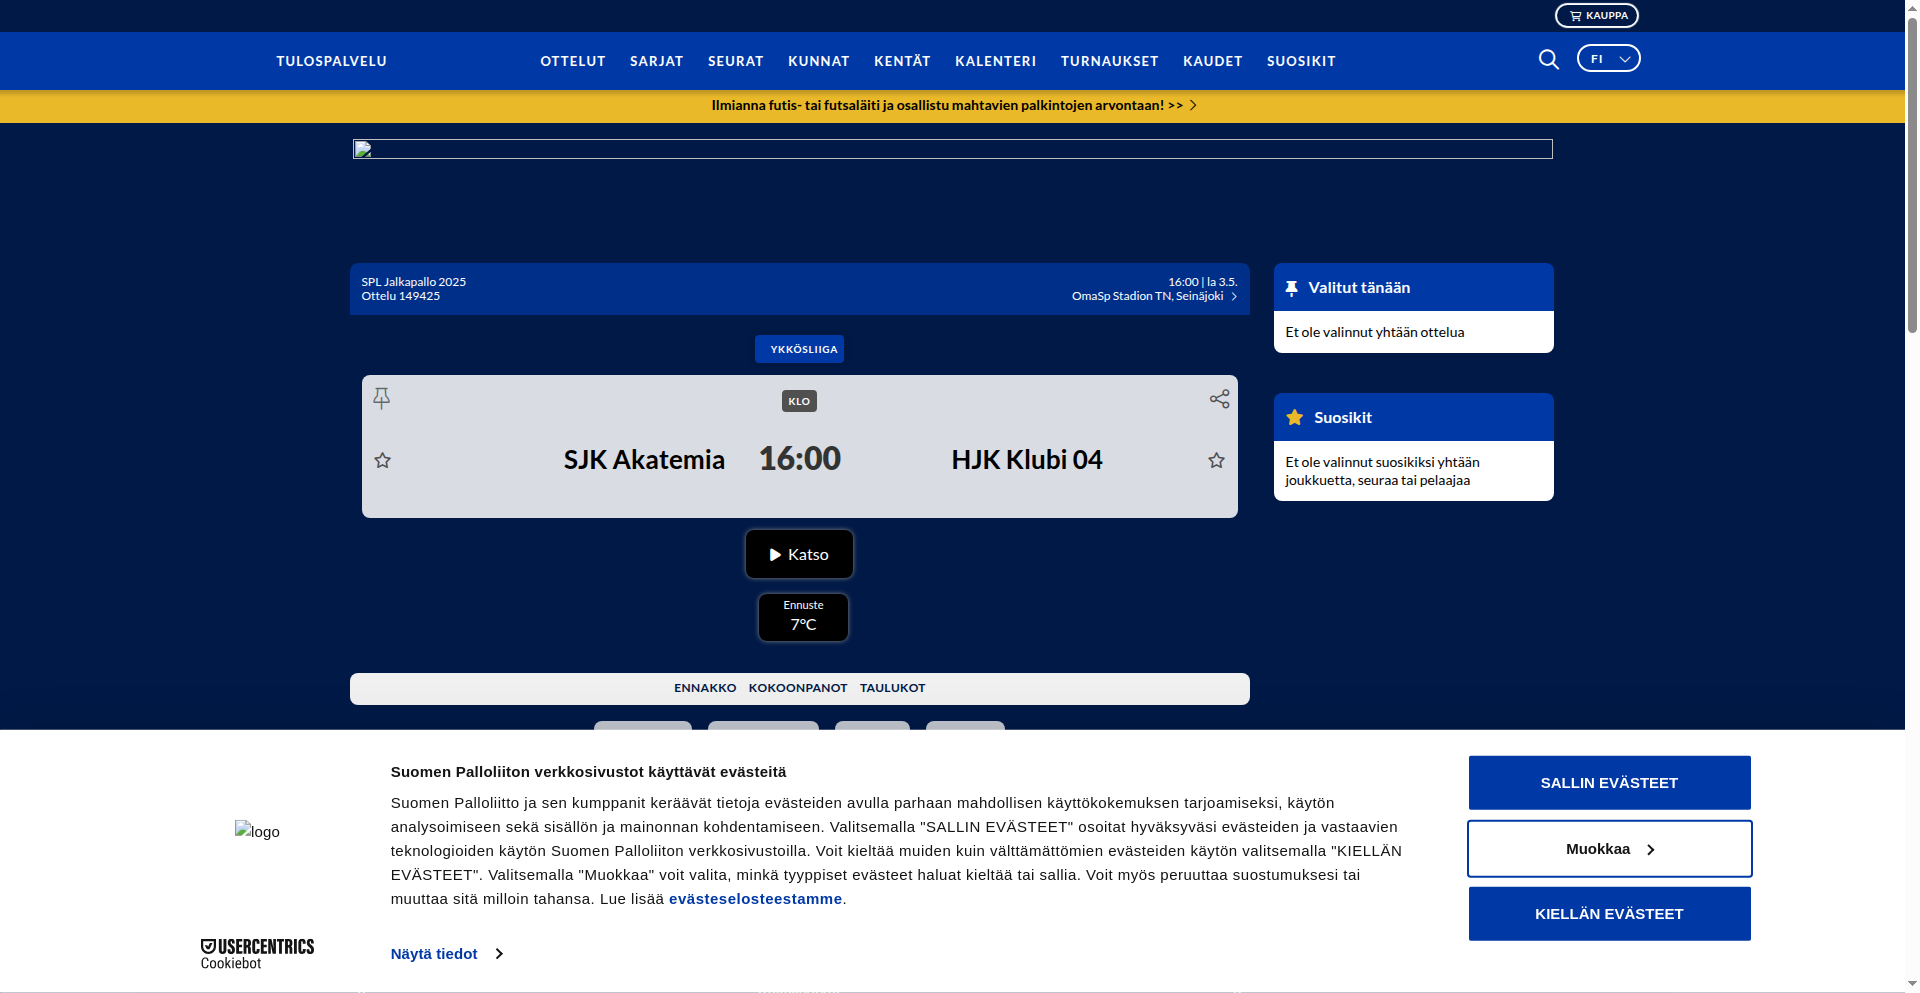 KAUPPA
TULOSPALVELU OTTELUT SARJAT SEURAT KUNNAT KENTÄT KALENTERI TURNAUKSET KAUDET SUOSIKIT FI
Ilmianna futis- tai futsaläiti ja osallistu mahtavien palkintojen arvontaan! >>
SPL Jalkapallo 2025 16:00 | la 3.5.
Ottelu 149425 OmaSp Stadion TN, Seinäjoki
YKKÖSLIIGA
KLO
SJK Akatemia 16:00 HJK Klubi 04
Katso
Ennuste
7°C
ENNAKKO KOKOONPANOT TAULUKOT
Valitut tänään
Et ole valinnut yhtään ottelua
Suosikit
Et ole valinnut suosikiksi yhtään
joukkuetta, seuraa tai pelaajaa
logo
USERCENTRICS
Cookiebot
Suomen Palloliiton verkkosivustot käyttävät evästeitä
Suomen Palloliitto ja sen kumppanit keräävät tietoja evästeiden avulla parhaan mahdollisen käyttökokemuksen tarjoamiseksi, käytön
analysoimiseen sekä sisällön ja mainonnan kohdentamiseen. Valitsemalla "SALLIN EVÄSTEET" osoitat hyväksyväsi evästeiden ja vastaavien
teknologioiden käytön Suomen Palloliiton verkkosivustoilla. Voit kieltää muiden kuin välttämättömien evästeiden käytön valitsemalla "KIELLÄN
EVÄSTEET". Valitsemalla "Muokkaa" voit valita, minkä tyyppiset evästeet haluat kieltää tai sallia. Voit myös peruuttaa suostumuksesi tai
muuttaa sitä milloin tahansa. Lue lisää evästeselosteestamme.
Näytä tiedot
SALLIN EVÄSTEET
Muokkaa
KIELLÄN EVÄSTEET